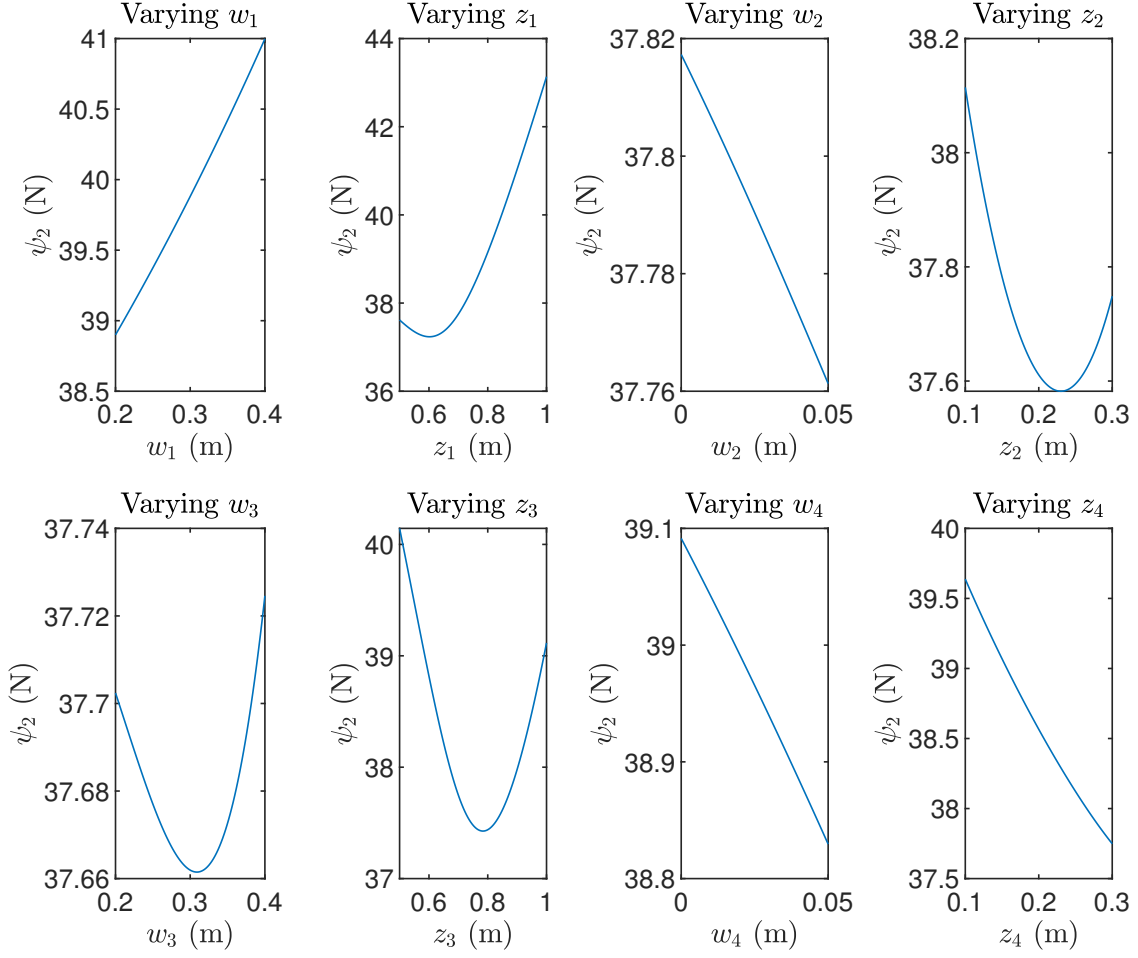 Varying w₁
41
40.5
40
39.5
39
38.5
ψ₂ (N)
0.2 0.3 0.4
w₁ (m)
Varying z₁
44
42
40
38
36
ψ₂ (N)
0.6 0.8 1
z₁ (m)
Varying w₂
37.82
37.8
37.78
37.76
ψ₂ (N)
0 0.05
w₂ (m)
Varying z₂
38.2
38
37.8
37.6
ψ₂ (N)
0.1 0.2 0.3
z₂ (m)
Varying w₃
37.74
37.72
37.7
37.68
37.66
ψ₂ (N)
0.2 0.3 0.4
w₃ (m)
Varying z₃
40
39
38
37
ψ₂ (N)
0.6 0.8 1
z₃ (m)
Varying w₄
39.1
39
38.9
38.8
ψ₂ (N)
0 0.05
w₄ (m)
Varying z₄
40
39.5
39
38.5
38
37.5
ψ₂ (N)
0.1 0.2 0.3
z₄ (m)